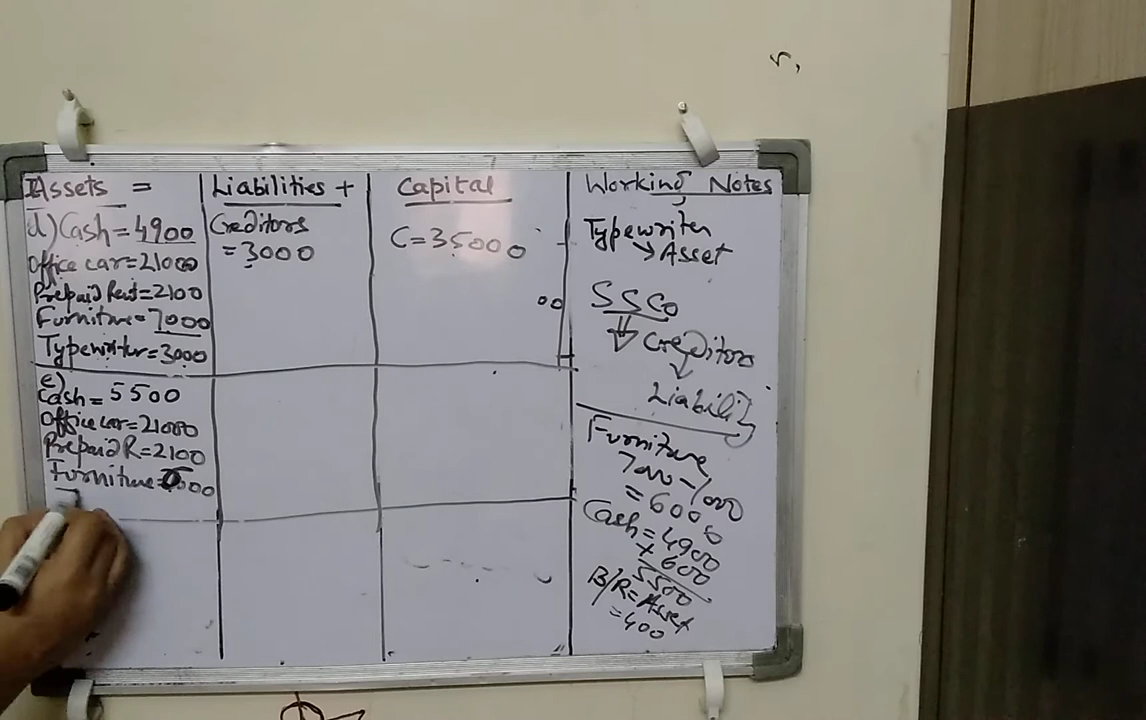 Assets =
Liabilities +
Capital
Working Notes
d) Cash = 4900
Office car = 21000
Prepaid Rent = 2100
Furniture = 7000
Typewriter = 3000
Creditors
= 3000
C = 35000
Typewriter
→ Asset
SSCo
⇓ Creditors
↓
Liability
e)
Cash = 5500
Office car = 21000
Prepaid R = 2100
Furniture = 6000
Furniture
7000 - 1000
= 6000
Cash = 4900
+ 600
5500
B/R = Asset
= 400